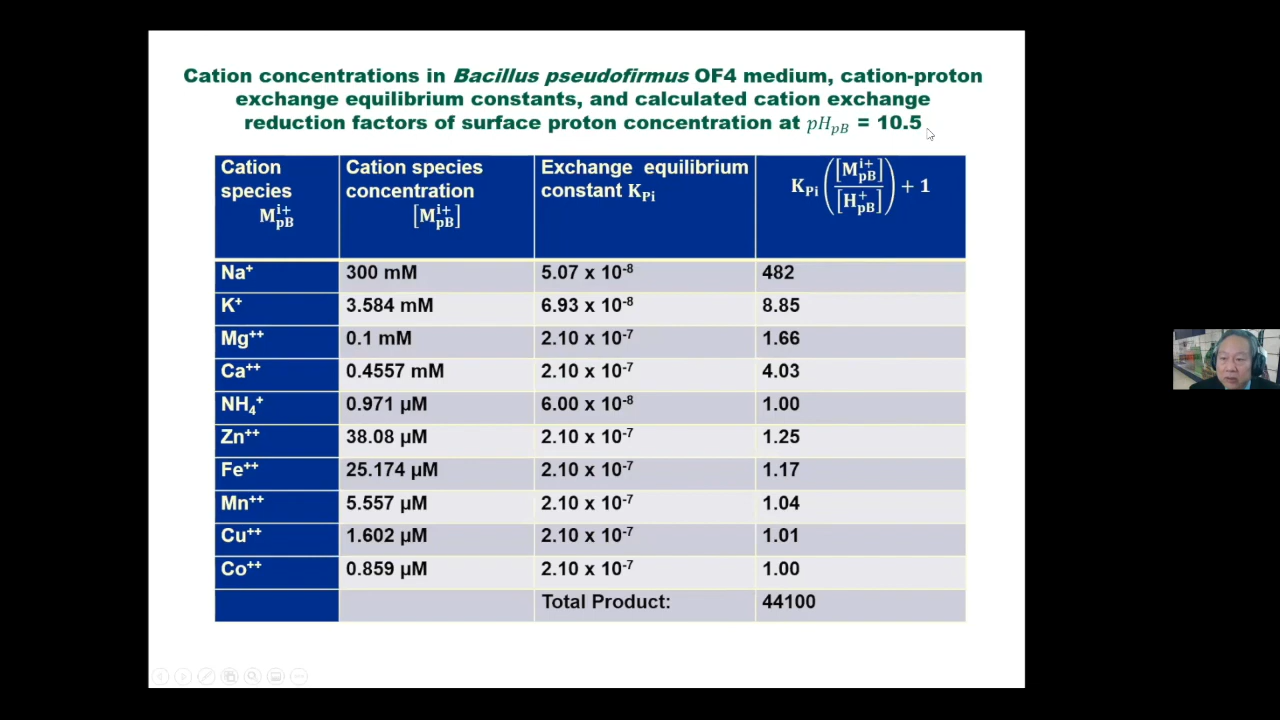 Cation concentrations in Bacillus pseudofirmus OF4 medium, cation-proton
exchange equilibrium constants, and calculated cation exchange
reduction factors of surface proton concentration at pH_pB = 10.5
Cation species M_pB^i+ | Cation species concentration [M_pB^i+] | Exchange equilibrium constant K_Pi | K_Pi([M_pB^i+]/[H_pB^+]) + 1
Na⁺ 300 mM 5.07 x 10⁻⁸ 482
K⁺ 3.584 mM 6.93 x 10⁻⁸ 8.85
Mg⁺⁺ 0.1 mM 2.10 x 10⁻⁷ 1.66
Ca⁺⁺ 0.4557 mM 2.10 x 10⁻⁷ 4.03
NH₄⁺ 0.971 µM 6.00 x 10⁻⁸ 1.00
Zn⁺⁺ 38.08 µM 2.10 x 10⁻⁷ 1.25
Fe⁺⁺ 25.174 µM 2.10 x 10⁻⁷ 1.17
Mn⁺⁺ 5.557 µM 2.10 x 10⁻⁷ 1.04
Cu⁺⁺ 1.602 µM 2.10 x 10⁻⁷ 1.01
Co⁺⁺ 0.859 µM 2.10 x 10⁻⁷ 1.00
Total Product: 44100